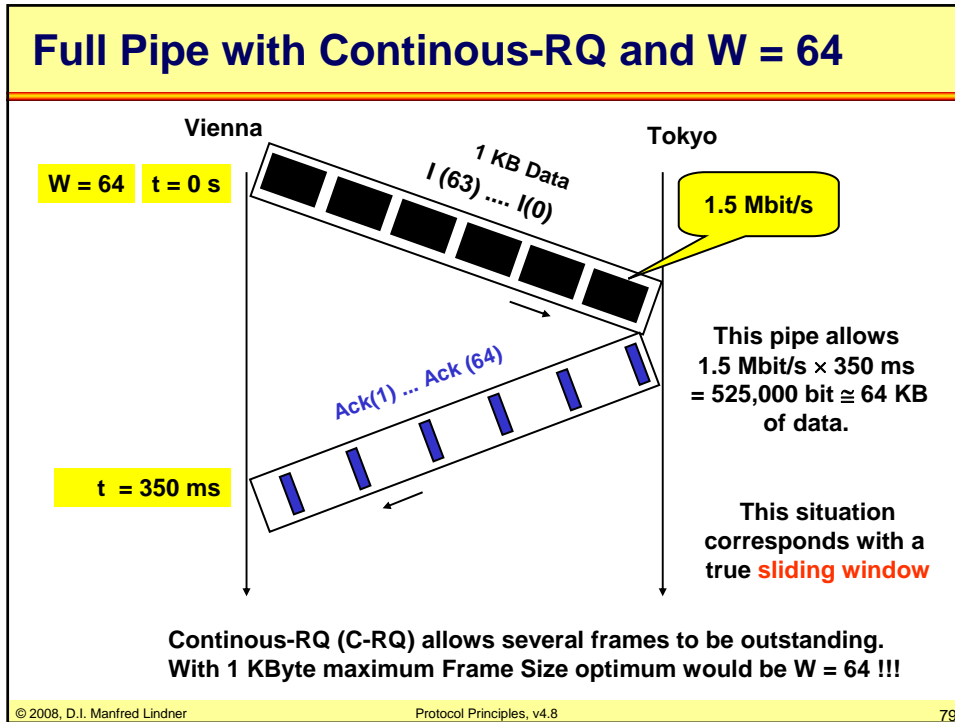 Full Pipe with Continous-RQ and W = 64
Vienna
Tokyo
W = 64
t = 0 s
1 KB Data
I (63) .... I(0)
1.5 Mbit/s
This pipe allows
1.5 Mbit/s × 350 ms
= 525,000 bit ≅ 64 KB
of data.
Ack(1) ... Ack (64)
t = 350 ms
This situation
corresponds with a
true sliding window
Continous-RQ (C-RQ) allows several frames to be outstanding.
With 1 KByte maximum Frame Size optimum would be W = 64 !!!
© 2008, D.I. Manfred Lindner
Protocol Principles, v4.8
79